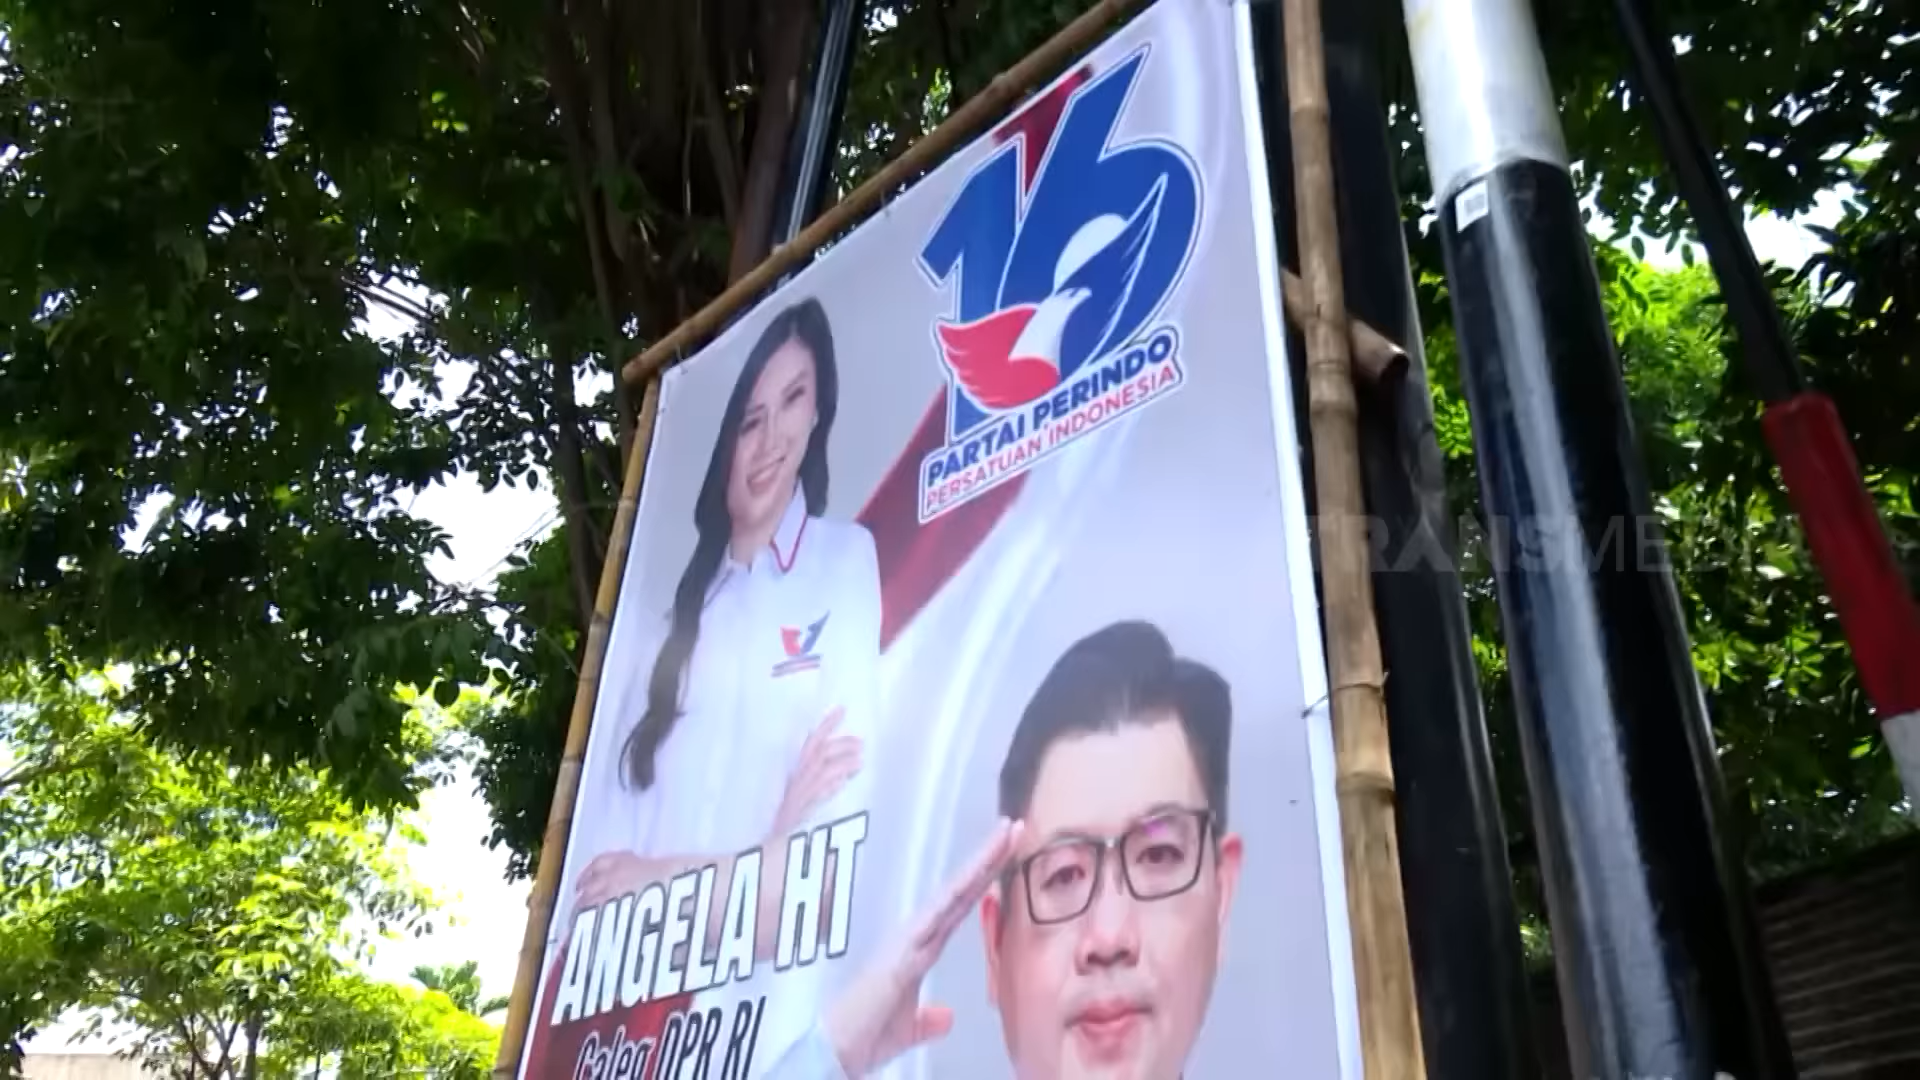 16
PARTAI PERINDO
PERSATUAN INDONESIA
ANGELA HT
Caleg DPR RI
TRANSMEDIA